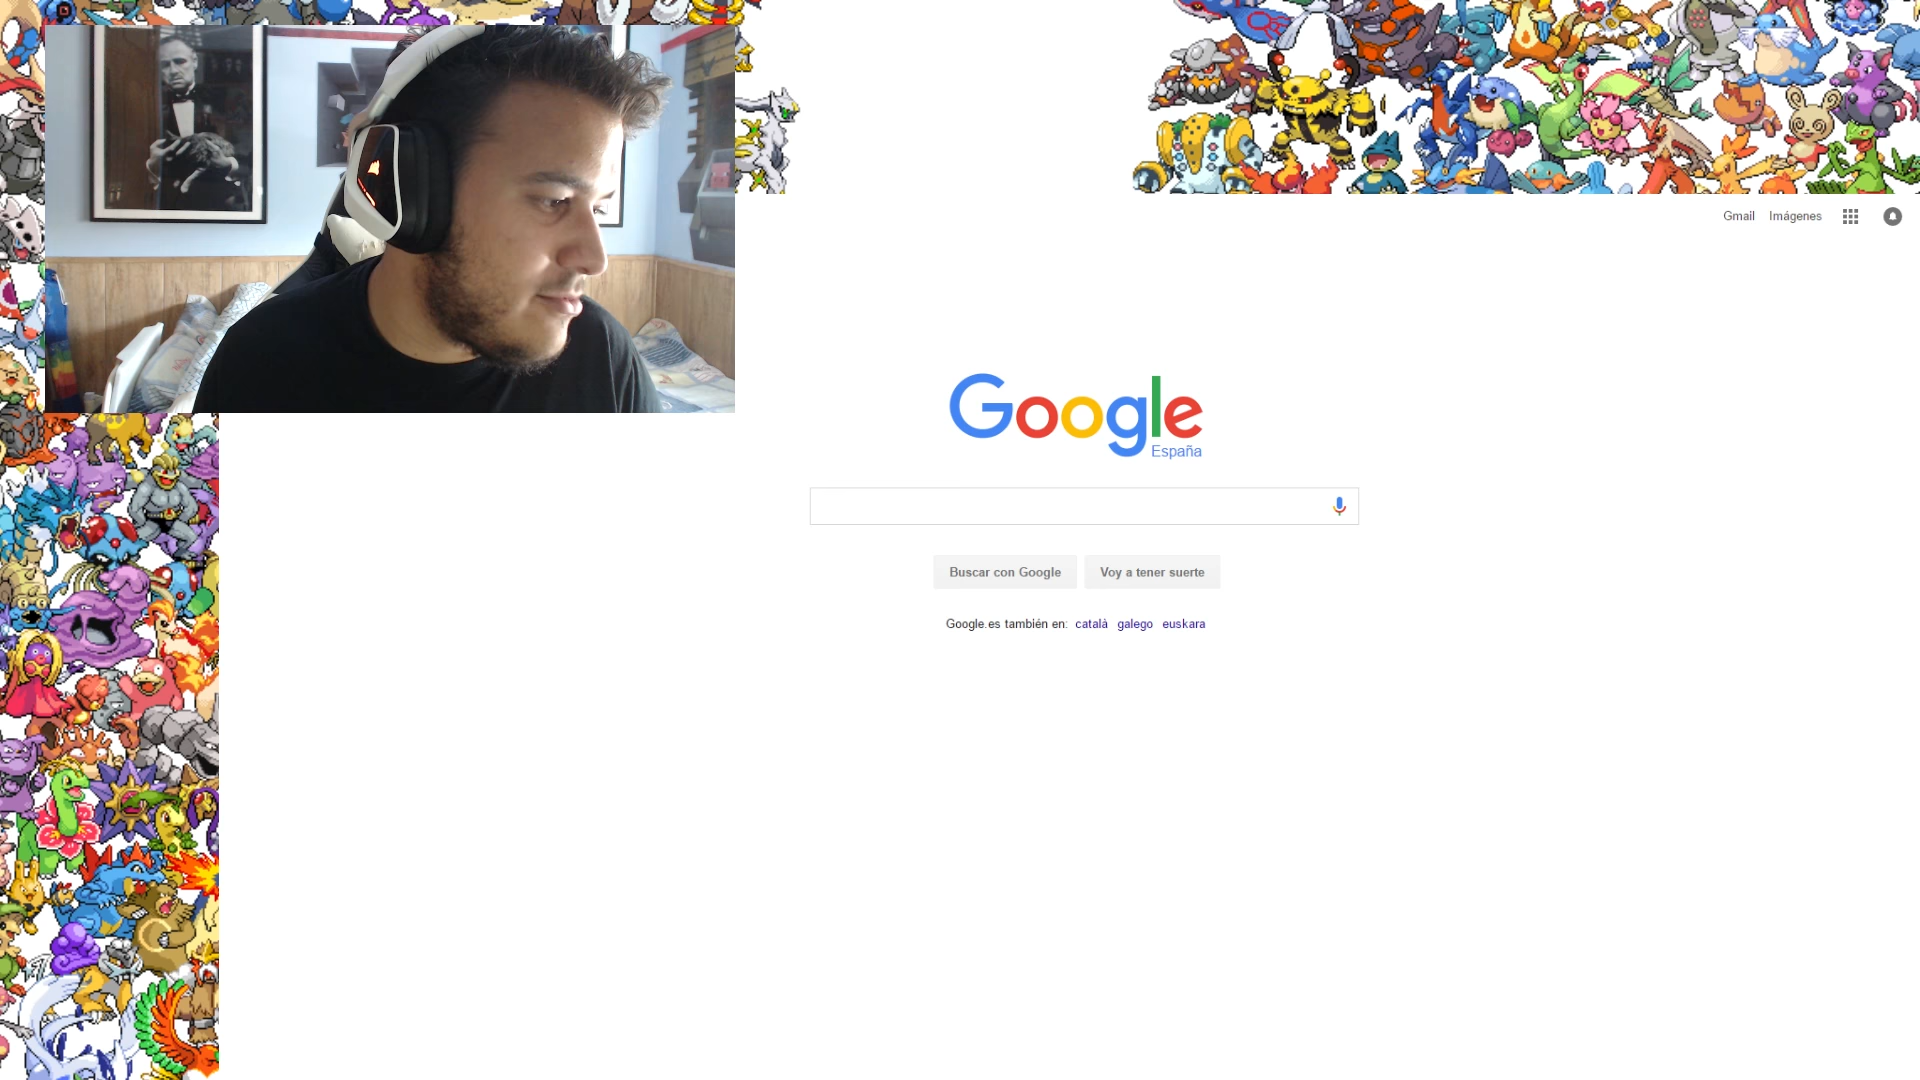 Gmail Imágenes
Google
España
Buscar con Google Voy a tener suerte
Google.es también en: català galego euskara